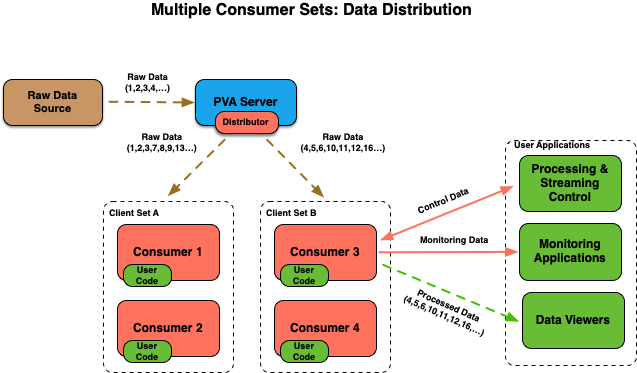 Multiple Consumer Sets: Data Distribution
Raw Data
Source
Raw Data
(1,2,3,4,...)
PVA Server
Distributor
Raw Data
(1,2,3,7,8,9,13...)
Raw Data
(4,5,6,10,11,12,16...)
Client Set A
Consumer 1
User
Code
Consumer 2
User
Code
Client Set B
Consumer 3
User
Code
Consumer 4
User
Code
Control Data
Monitoring Data
Processed Data
(4,5,6,10,11,12,16,...)
User Applications
Processing &
Streaming
Control
Monitoring
Applications
Data Viewers